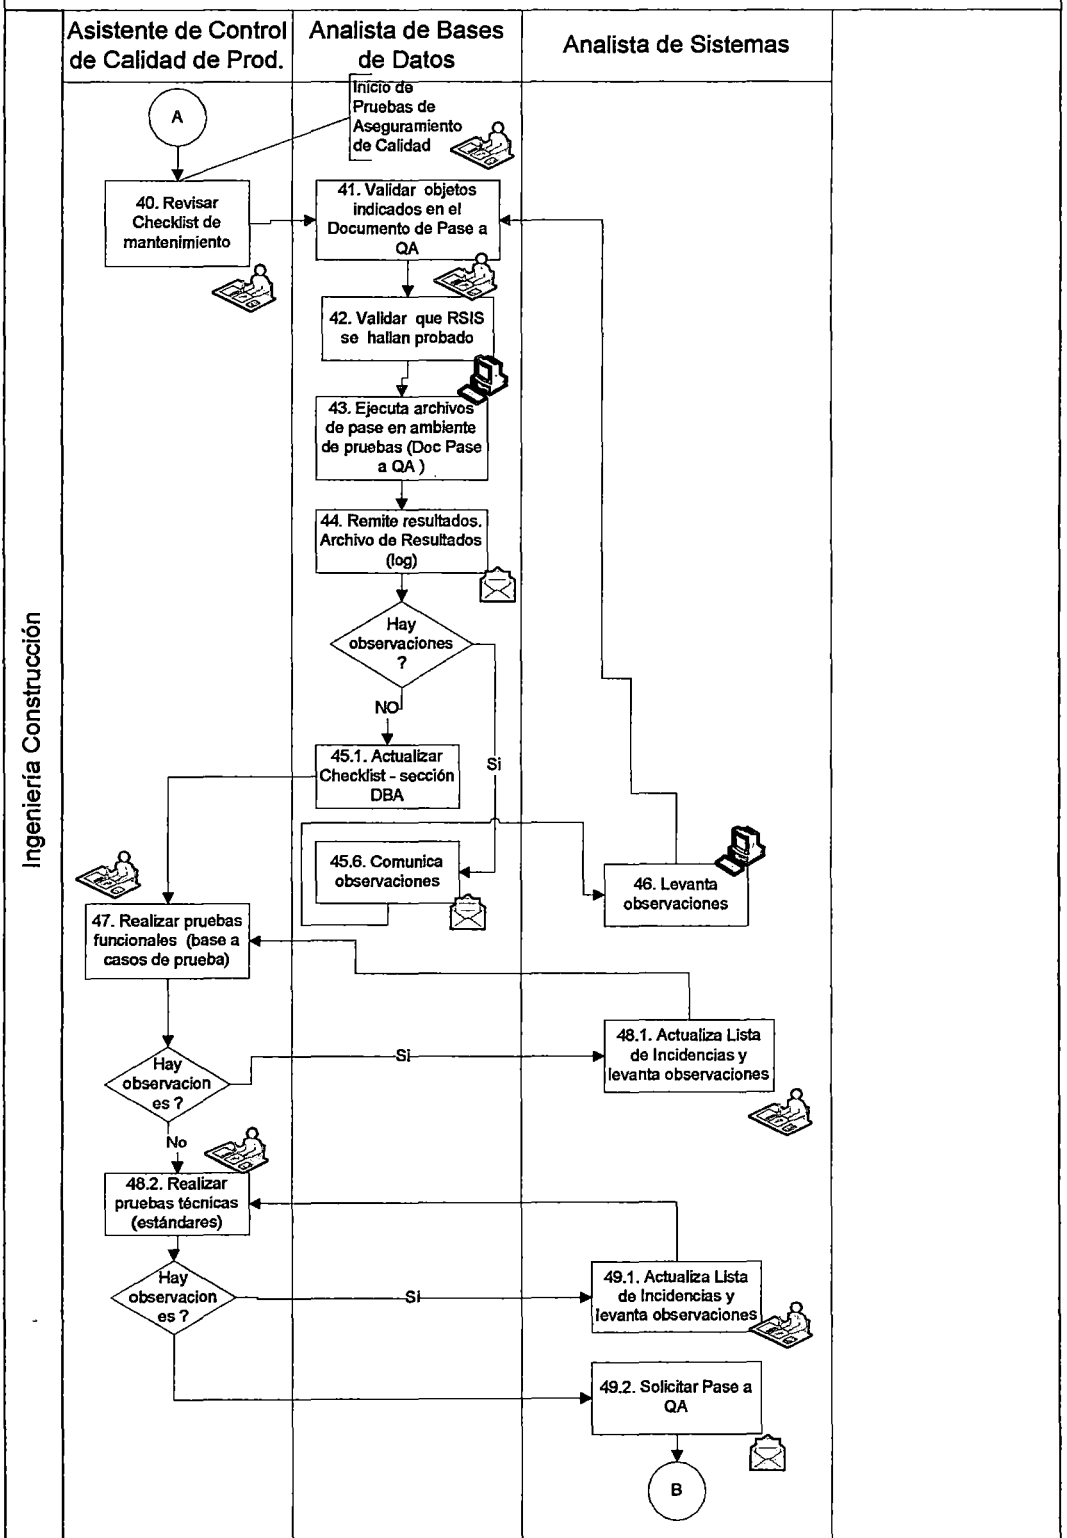 Asistente de Control
de Calidad de Prod.
Analista de Bases
de Datos
Analista de Sistemas
A
Inicio de
Pruebas de
Aseguramiento
de Calidad
40. Revisar
Checklist de
mantenimiento
41. Validar objetos
indicados en el
Documento de Pase a
QA
42. Validar que RSIS
se hallan probado
43. Ejecuta archivos
de pase en ambiente
de pruebas (Doc Pase
a QA )
44. Remite resultados.
Archivo de Resultados
(log)
Hay
observaciones
?
NO
Si
45.1. Actualizar
Checklist - sección
DBA
45.6. Comunica
observaciones
46. Levanta
observaciones
Ingeniería Construcción
47. Realizar pruebas
funcionales (base a
casos de prueba)
48.1. Actualiza Lista
de Incidencias y
levanta observaciones
Hay
observacion
es ?
Si
No
48.2. Realizar
pruebas técnicas
(estándares)
Hay
observacion
es ?
Si
49.1. Actualiza Lista
de Incidencias y
levanta observaciones
49.2. Solicitar Pase a
QA
B